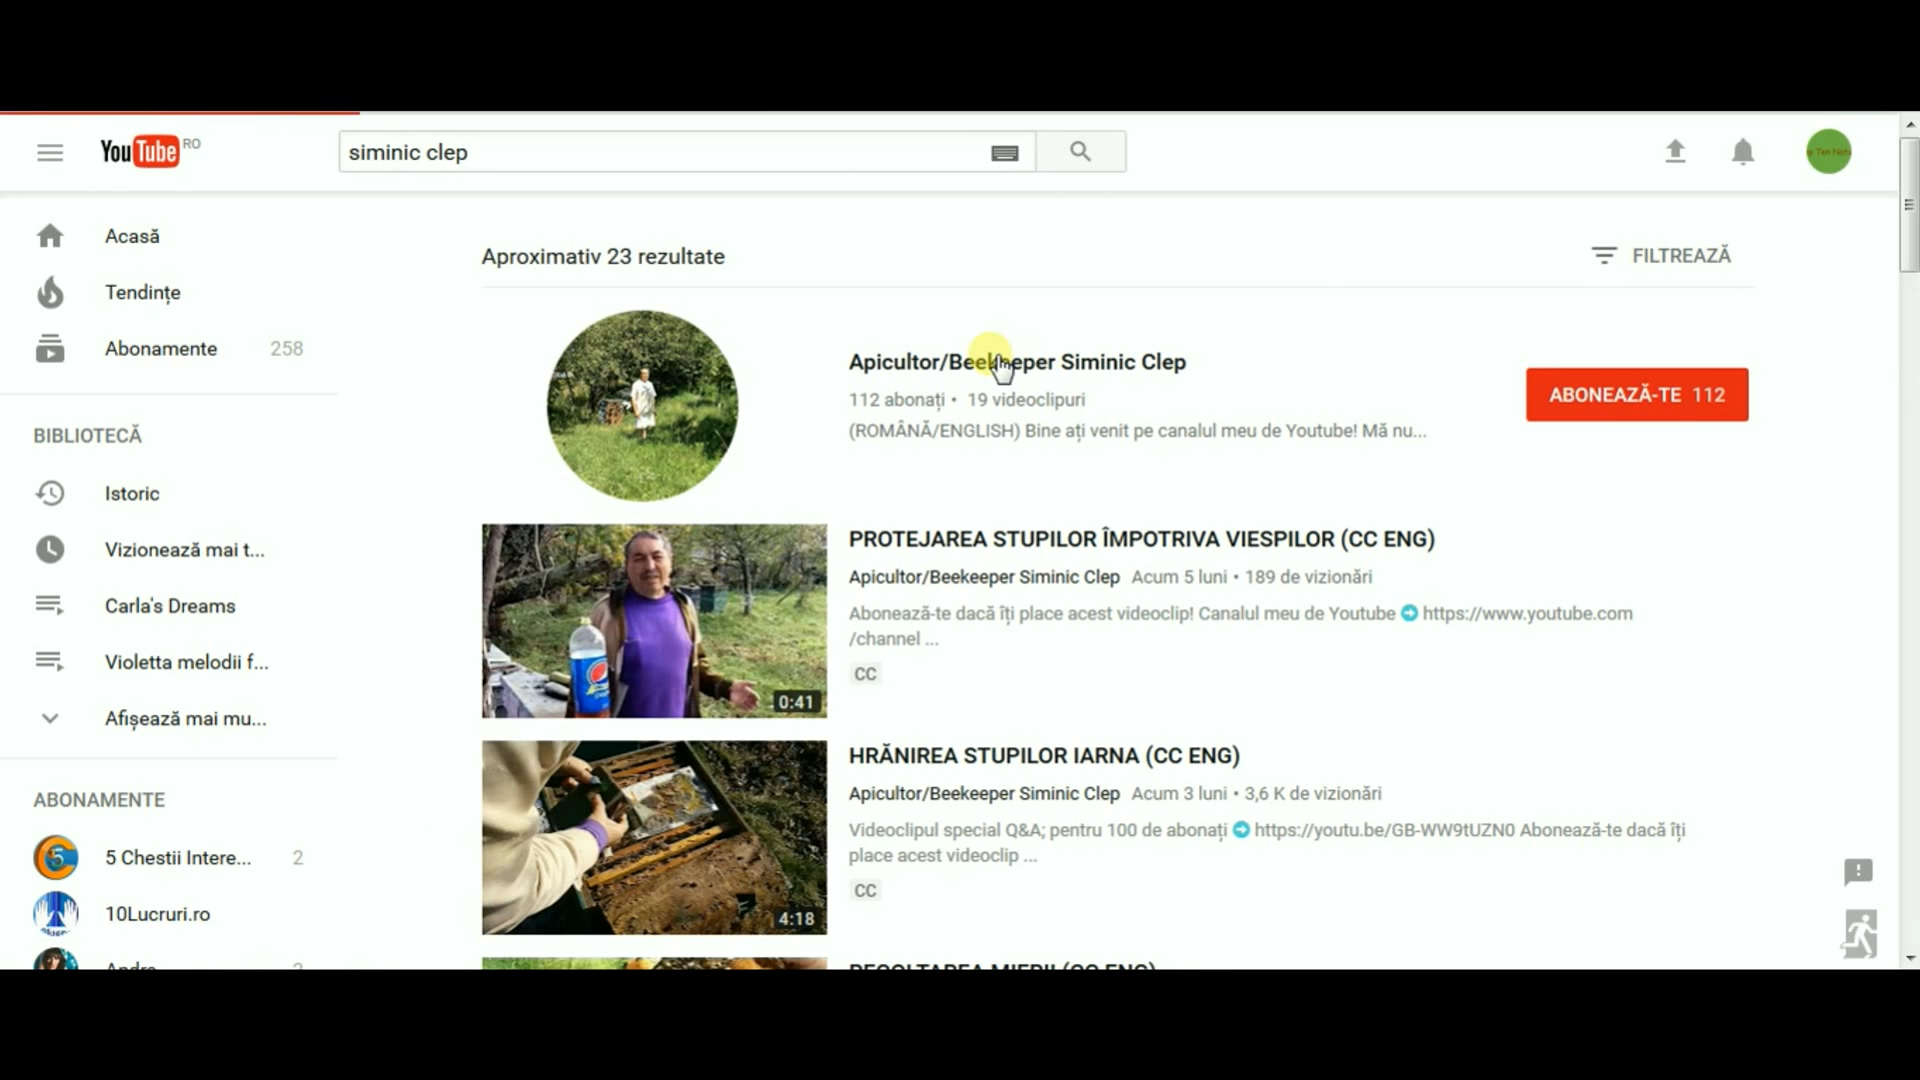 YouTube RO
siminic clep
Acasă
Tendințe
Abonamente 258
BIBLIOTECĂ
Istoric
Vizionează mai t...
Carla's Dreams
Violetta melodii f...
Afișează mai mu...
ABONAMENTE
5 Chestii Intere... 2
10Lucruri.ro
Aproximativ 23 rezultate
FILTREAZĂ
Apicultor/Beekeeper Siminic Clep
112 abonați • 19 videoclipuri
(ROMÂNĂ/ENGLISH) Bine ați venit pe canalul meu de Youtube! Mă nu...
ABONEAZĂ-TE 112
0:41
PROTEJAREA STUPILOR ÎMPOTRIVA VIESPILOR (CC ENG)
Apicultor/Beekeeper Siminic Clep Acum 5 luni • 189 de vizionări
Abonează-te dacă îți place acest videoclip! Canalul meu de Youtube ➔ https://www.youtube.com
/channel ...
CC
4:18
HRĂNIREA STUPILOR IARNA (CC ENG)
Apicultor/Beekeeper Siminic Clep Acum 3 luni • 3,6 K de vizionări
Videoclipul special Q&A; pentru 100 de abonați ➔ https://youtu.be/GB-WW9tUZN0 Abonează-te dacă îți
place acest videoclip ...
CC